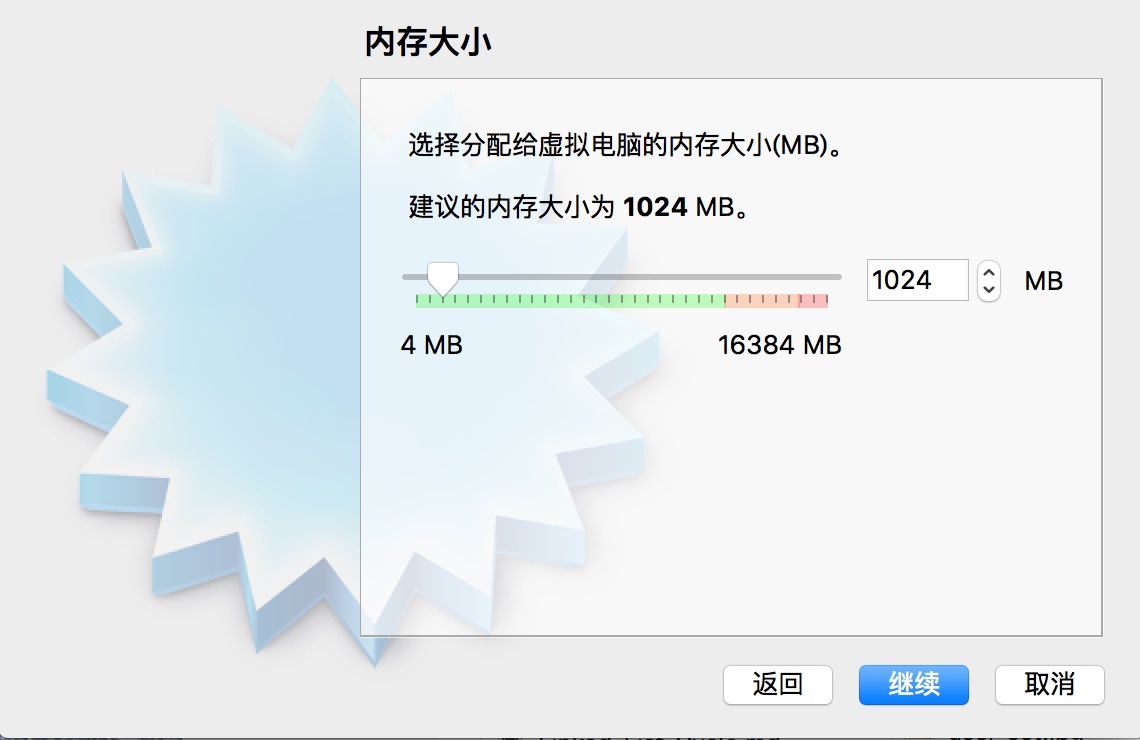 内存大小
选择分配给虚拟电脑的内存大小(MB)。
建议的内存大小为 1024 MB。
1024 MB
4 MB 16384 MB
返回 继续 取消